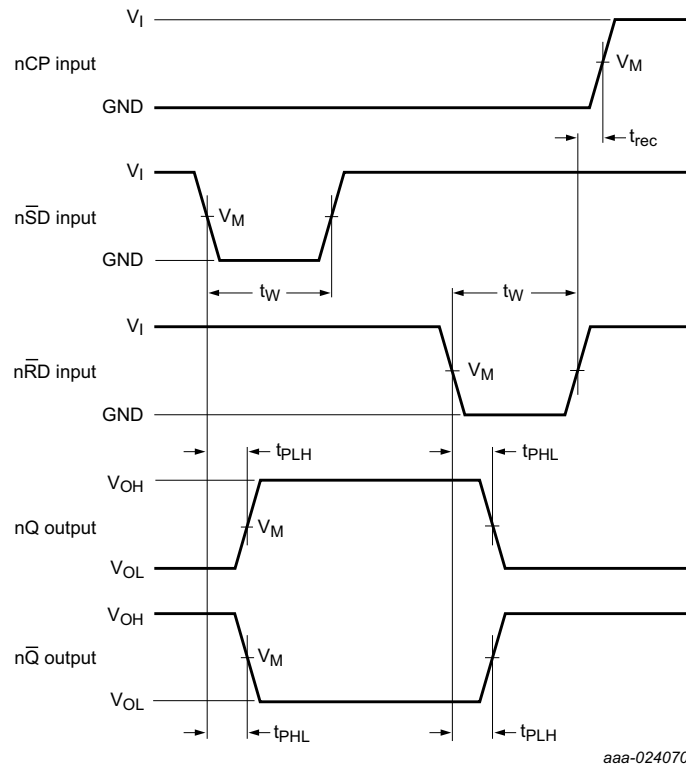 V_I
nCP input
V_M
GND
t_rec
V_I
nS̅D input
V_M
GND
t_W
t_W
V_I
nR̅D input
V_M
GND
t_PLH
t_PHL
V_OH
nQ output
V_M
V_OL
V_OH
nQ̅ output
V_M
V_OL
t_PHL
t_PLH
aaa-024070